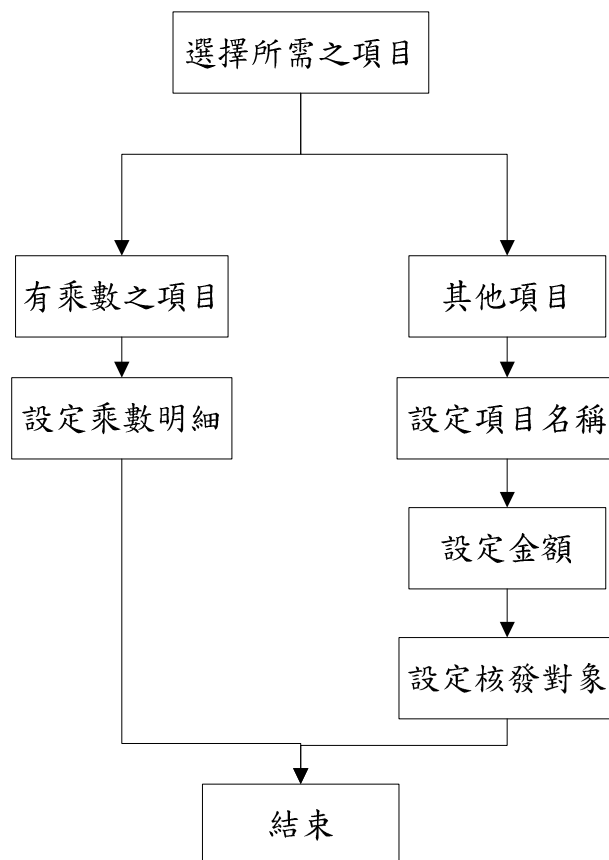 選擇所需之項目
有乘數之項目
其他項目
設定乘數明細
設定項目名稱
設定金額
設定核發對象
結束